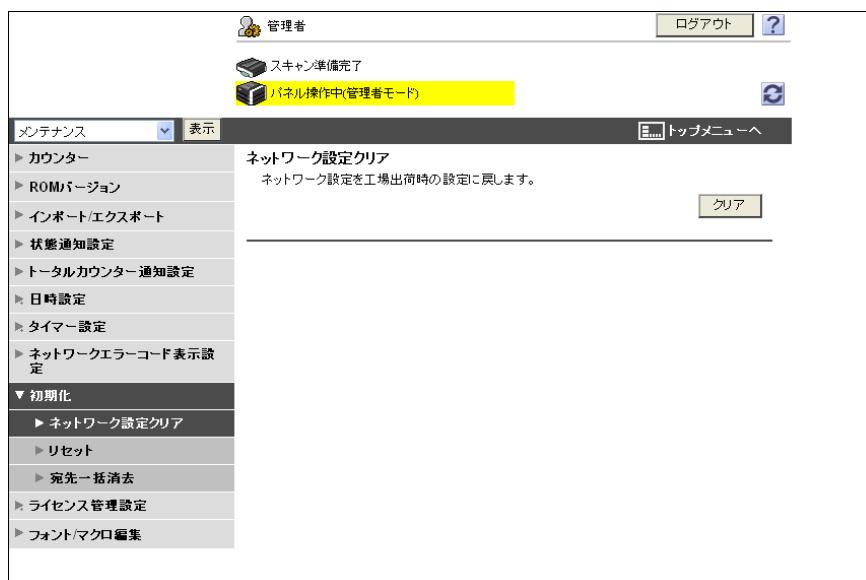 管理者
ログアウト
?
スキャン準備完了
パネル操作中(管理者モード)
メンテナンス
表示
トップメニューへ
カウンター
ROMバージョン
インポート/エクスポート
状態通知設定
トータルカウンター通知設定
日時設定
タイマー設定
ネットワークエラーコード表示設
定
初期化
ネットワーク設定クリア
リセット
宛先一括消去
ライセンス管理設定
フォント/マクロ編集
ネットワーク設定クリア
ネットワーク設定を工場出荷時の設定に戻します。
クリア